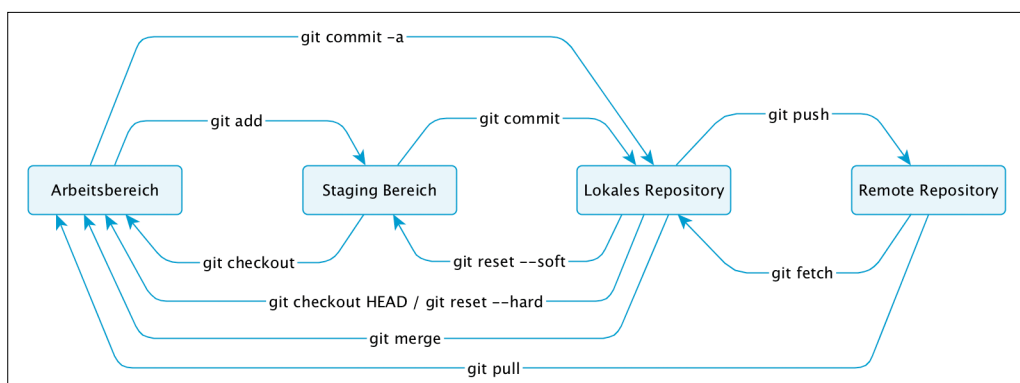 git commit -a
git add
git commit
git push
Arbeitsbereich
Staging Bereich
Lokales Repository
Remote Repository
git checkout
git reset --soft
git fetch
git checkout HEAD / git reset --hard
git merge
git pull